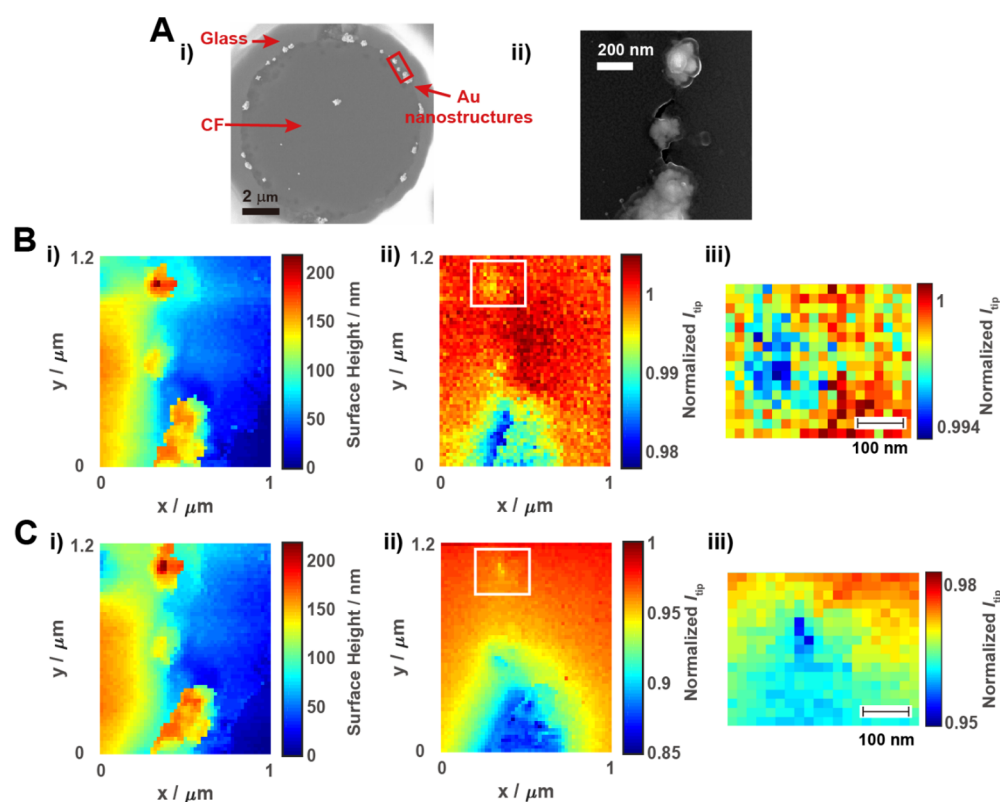 A
i)
Glass
CF
Au
nanostructures
2 μm
ii)
200 nm
B
i)
1.2
y / μm
0
0
x / μm
1
200
150
100
50
0
Surface Height / nm
ii)
1.2
y / μm
0
0
x / μm
1
1
0.99
0.98
Normalized Itip
iii)
100 nm
1
0.994
Normalized Itip
C
i)
1.2
y / μm
0
0
x / μm
1
200
150
100
50
0
Surface Height / nm
ii)
1.2
y / μm
0
0
x / μm
1
1
0.95
0.9
0.85
Normalized Itip
iii)
100 nm
0.98
0.95
Normalized Itip